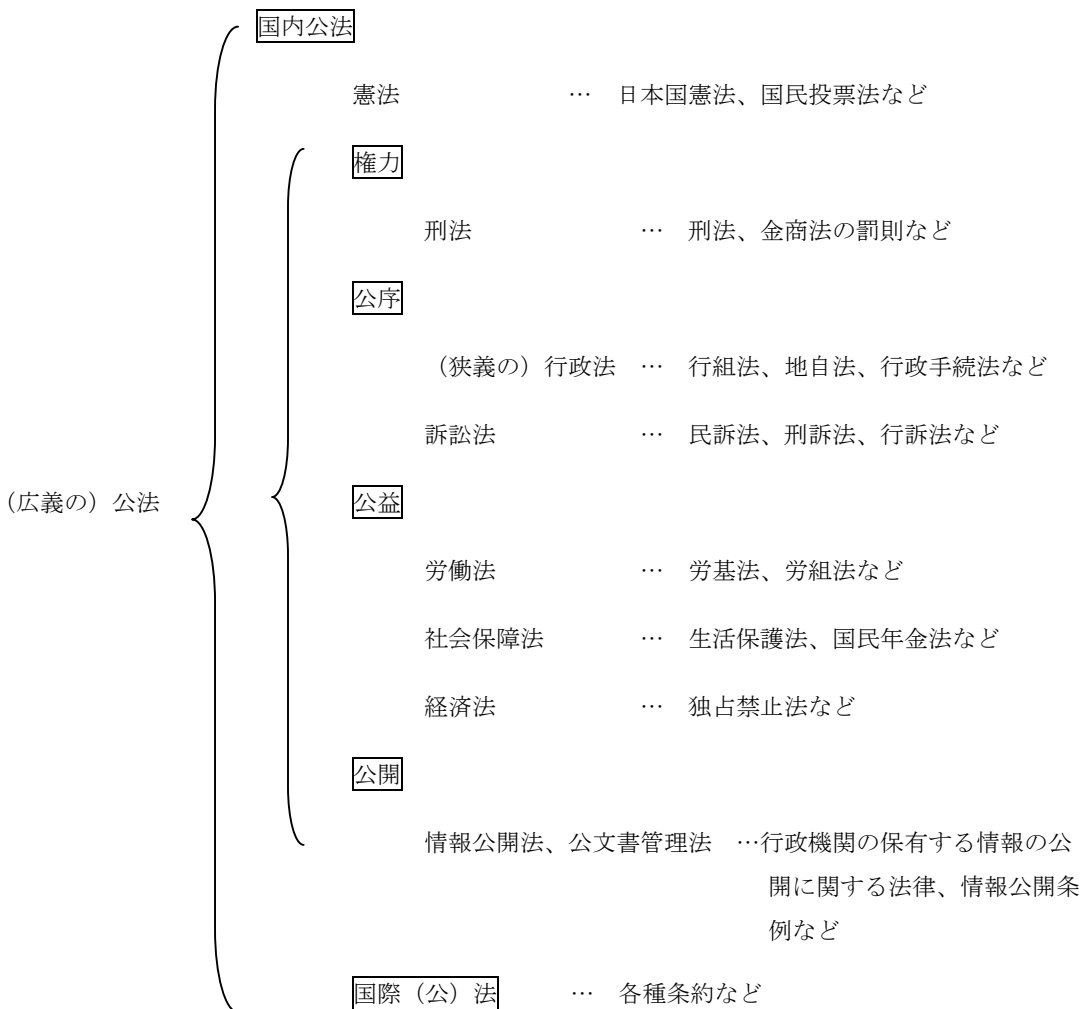 国内公法
憲法 … 日本国憲法、国民投票法など
権力
刑法 … 刑法、金商法の罰則など
公序
（狭義の）行政法 … 行組法、地自法、行政手続法など
訴訟法 … 民訴法、刑訴法、行訴法など
（広義の）公法
公益
労働法 … 労基法、労組法など
社会保障法 … 生活保護法、国民年金法など
経済法 … 独占禁止法など
公開
情報公開法、公文書管理法 …行政機関の保有する情報の公
開に関する法律、情報公開条
例など
国際（公）法 … 各種条約など